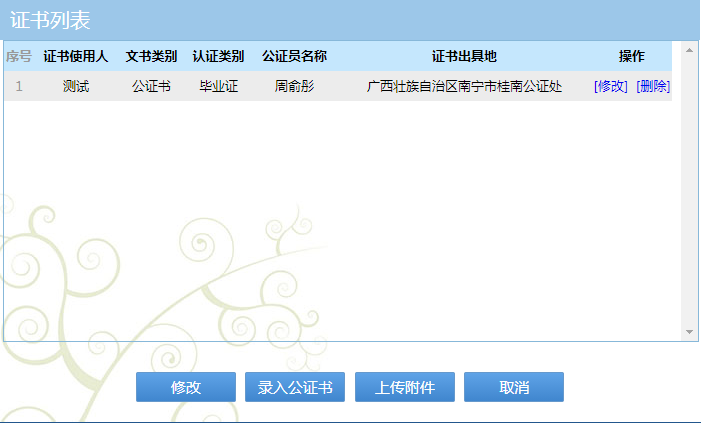 证书列表
序号 证书使用人 文书类别 认证类别 公证员名称 证书出具地 操作
1 测试 公证书 毕业证 周俞彤 广西壮族自治区南宁市桂南公证处 [修改] [删除]
修改 录入公证书 上传附件 取消